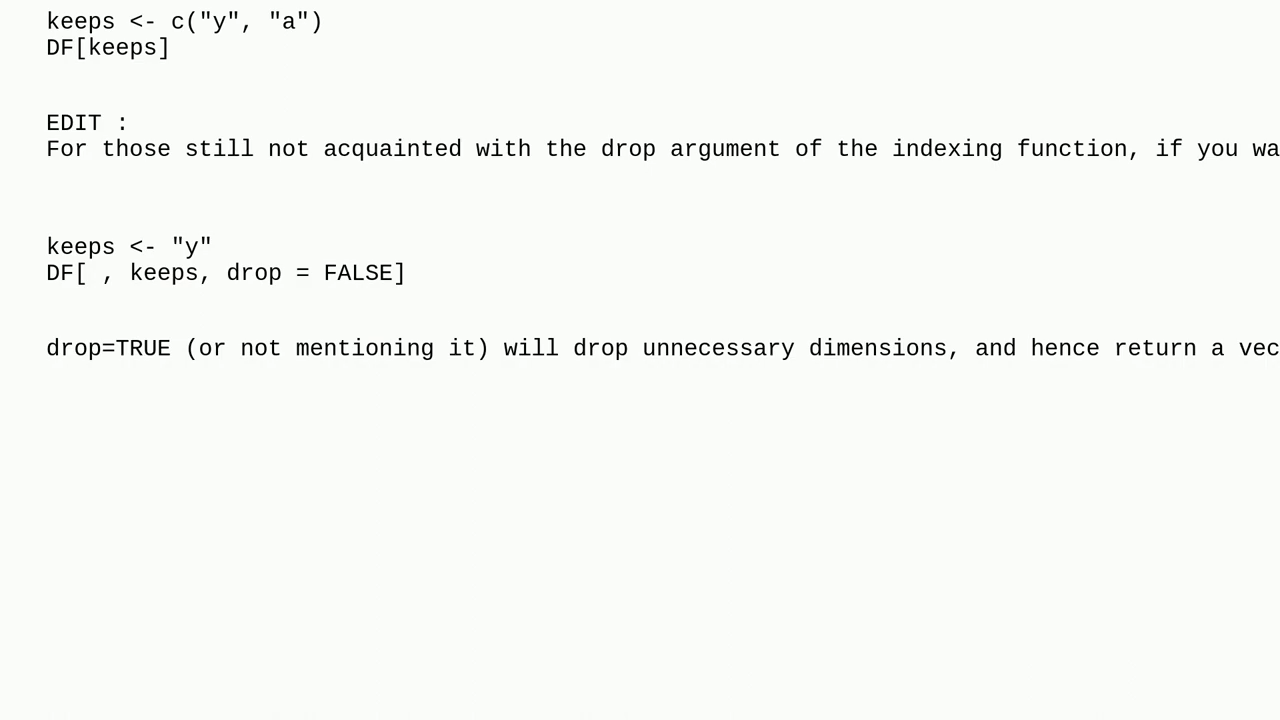 keeps <- c("y", "a")
DF[keeps]
EDIT :
For those still not acquainted with the drop argument of the indexing function, if you wa
keeps <- "y"
DF[ , keeps, drop = FALSE]
drop=TRUE (or not mentioning it) will drop unnecessary dimensions, and hence return a vec